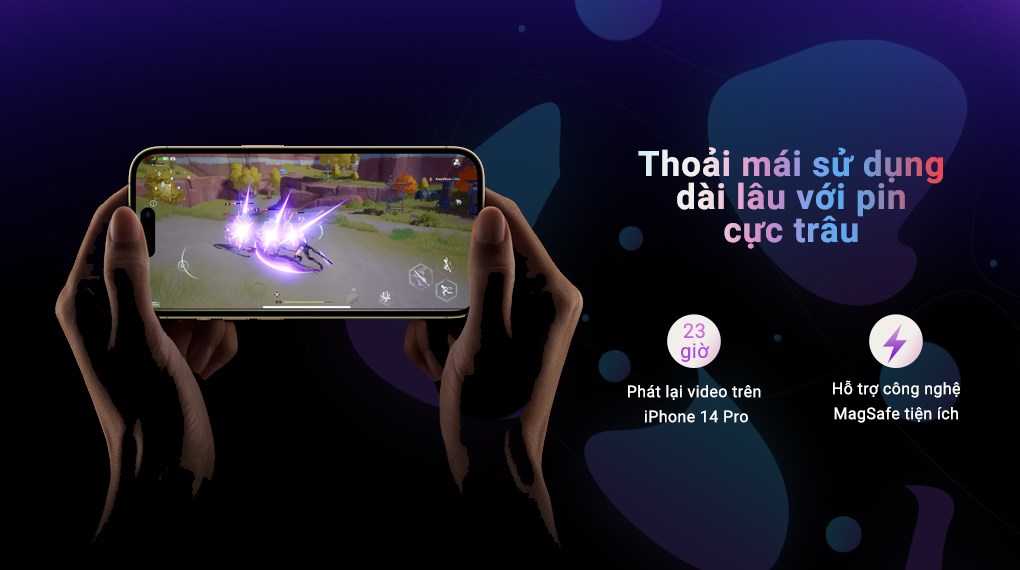 Thoải mái sử dụng
dài lâu với pin
cực trâu
23
giờ
Phát lại video trên
iPhone 14 Pro
Hỗ trợ công nghệ
MagSafe tiện ích